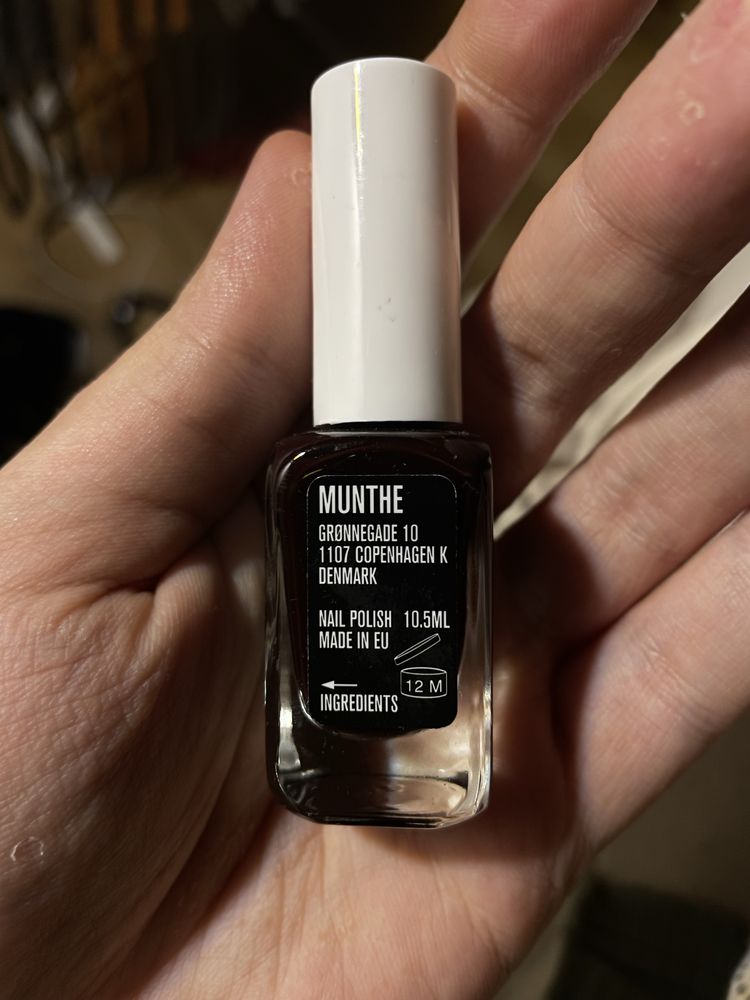 MUNTHE
GRØNNEGADE 10
1107 COPENHAGEN K
DENMARK
NAIL POLISH 10.5ML
MADE IN EU
12 M
INGREDIENTS